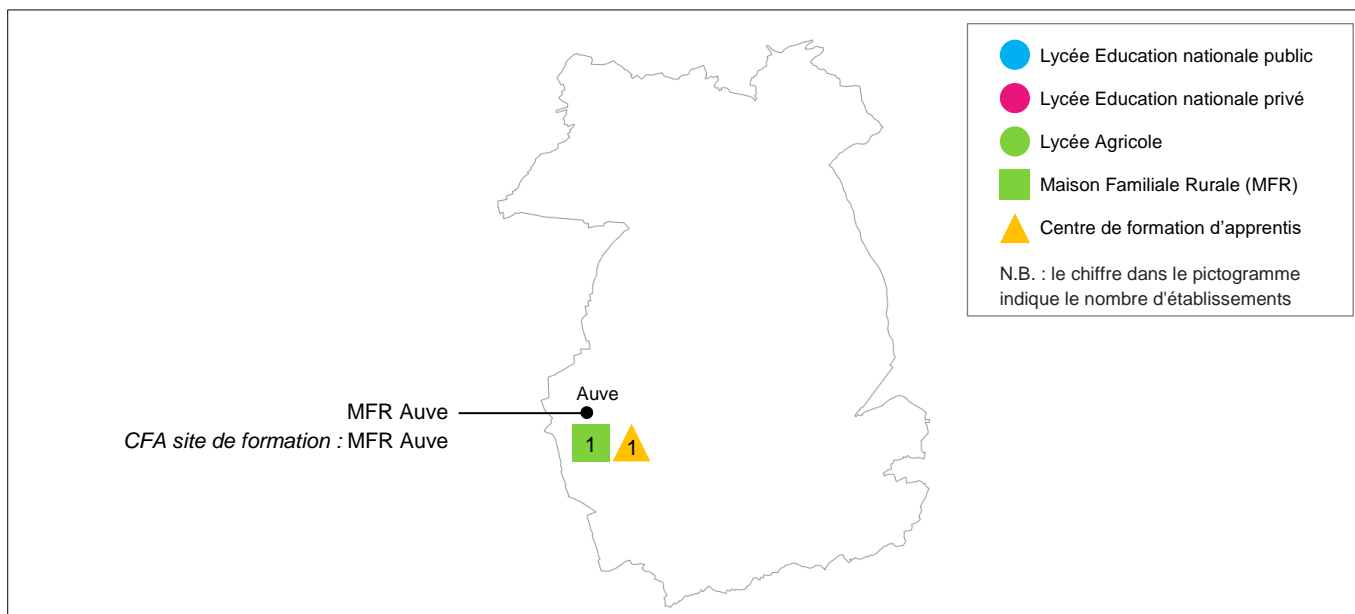 Lycée Education nationale public
Lycée Education nationale privé
Lycée Agricole
Maison Familiale Rurale (MFR)
Centre de formation d'apprentis
N.B. : le chiffre dans le pictogramme
indique le nombre d'établissements
Auve
MFR Auve
CFA site de formation : MFR Auve
1
1